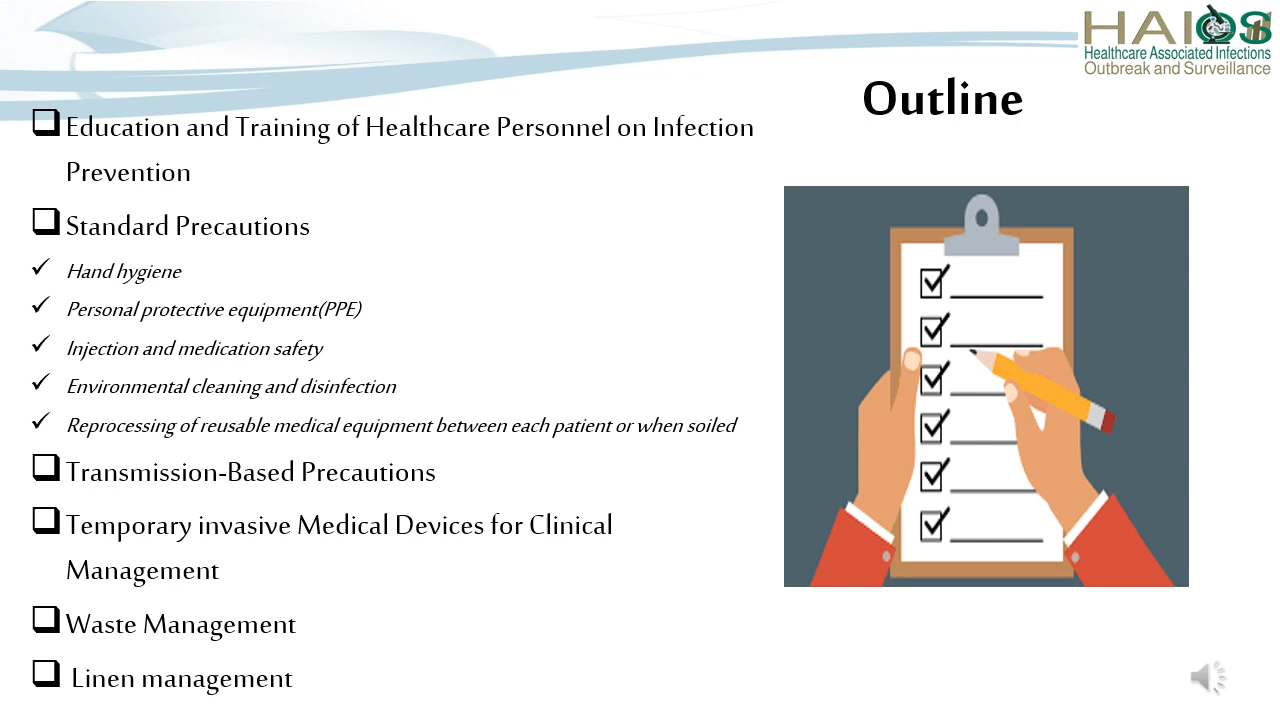 HAIOS
Healthcare Associated Infections
Outbreak and Surveillance
Outline
Education and Training of Healthcare Personnel on Infection
Prevention
Standard Precautions
Hand hygiene
Personal protective equipment(PPE)
Injection and medication safety
Environmental cleaning and disinfection
Reprocessing of reusable medical equipment between each patient or when soiled
Transmission-Based Precautions
Temporary invasive Medical Devices for Clinical
Management
Waste Management
Linen management